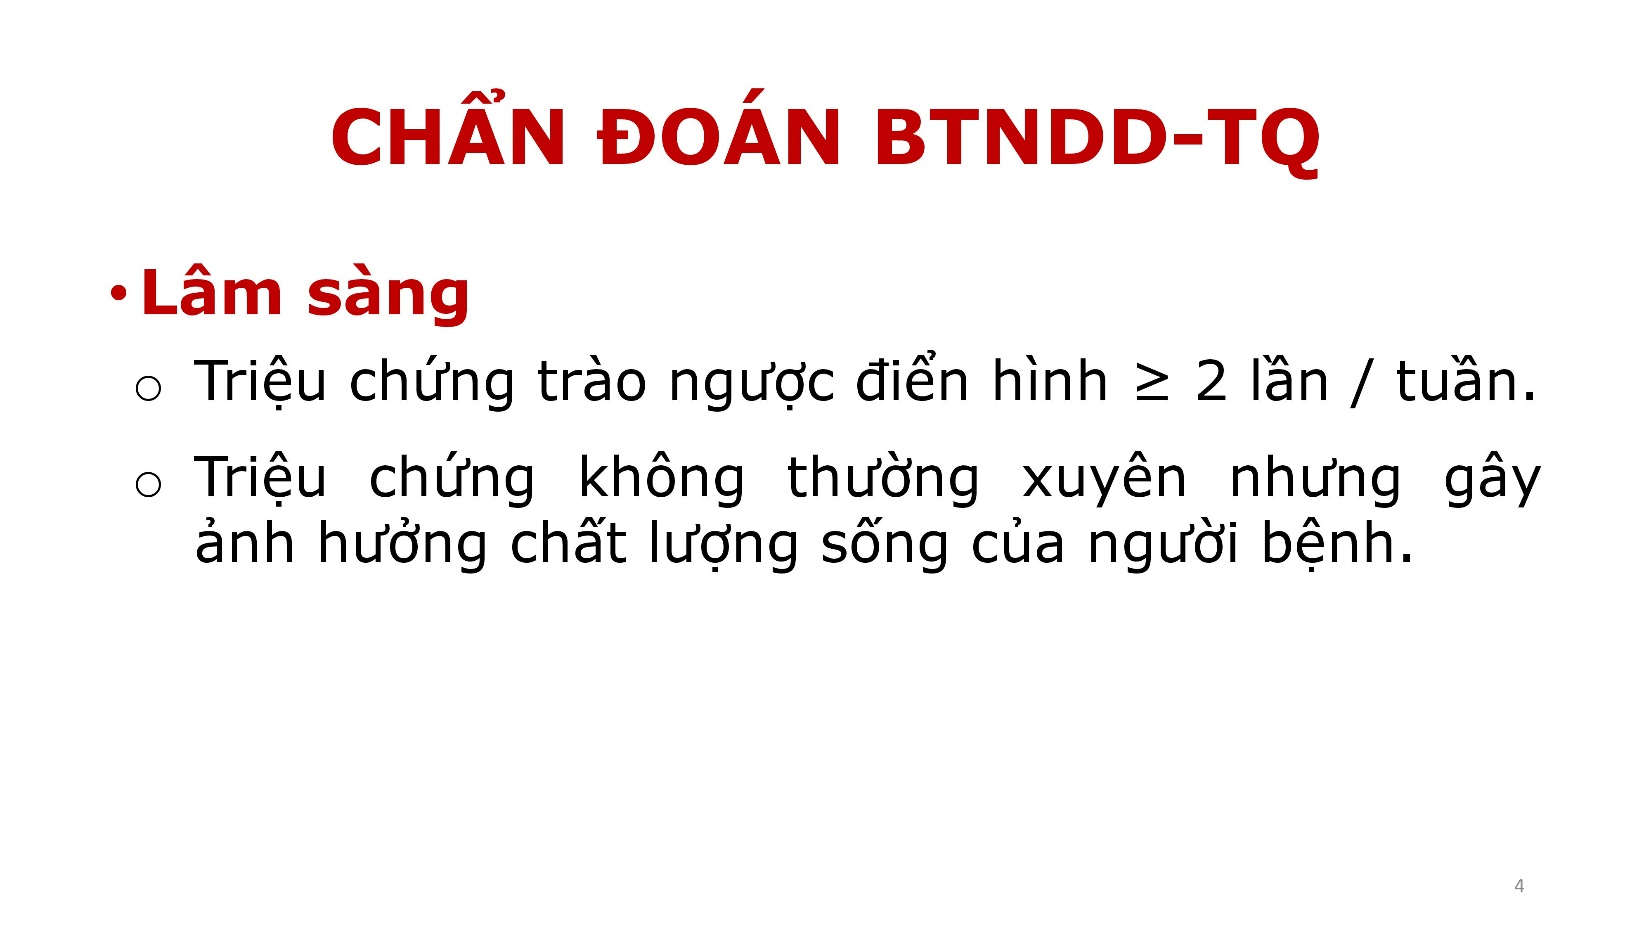 CHẨN ĐOÁN BTNDD-TQ
• Lâm sàng
o Triệu chứng trào ngược điển hình ≥ 2 lần / tuần.
o Triệu chứng không thường xuyên nhưng gây
ảnh hưởng chất lượng sống của người bệnh.
4